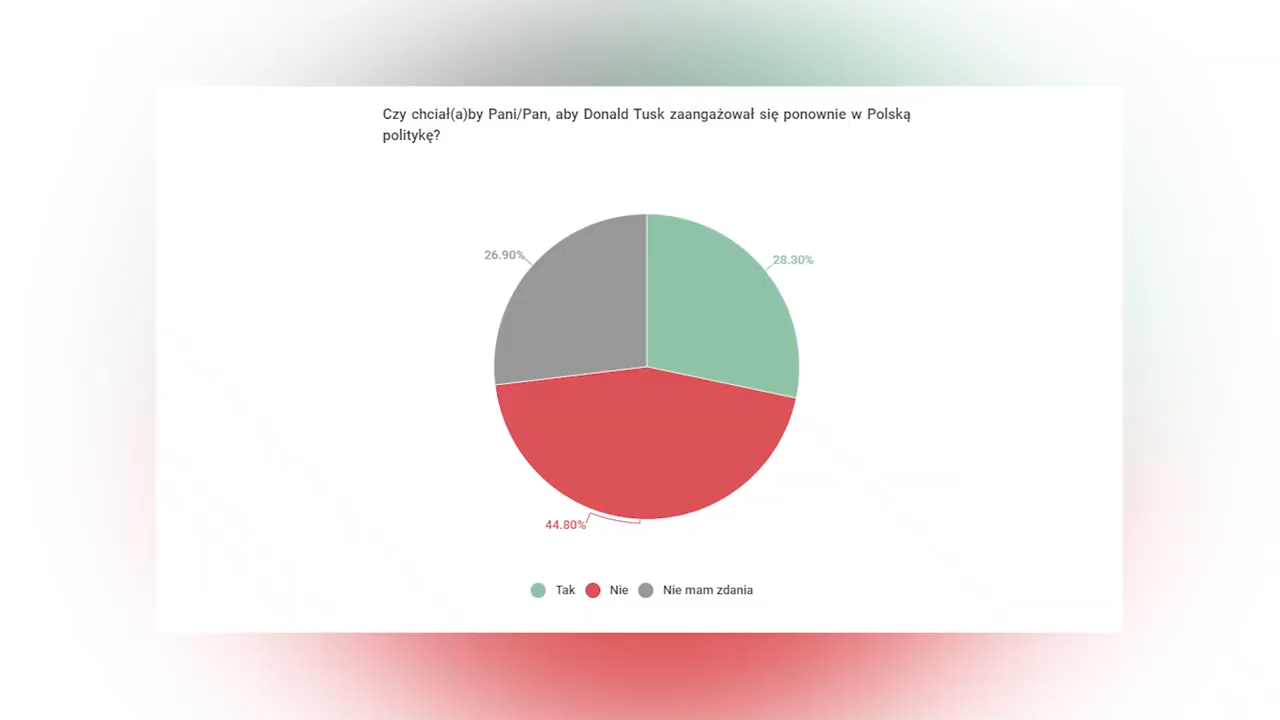 Czy chciał(a)by Pani/Pan, aby Donald Tusk zaangażował się ponownie w Polską
politykę?
26.90%
28.30%
44.80%
Tak Nie Nie mam zdania